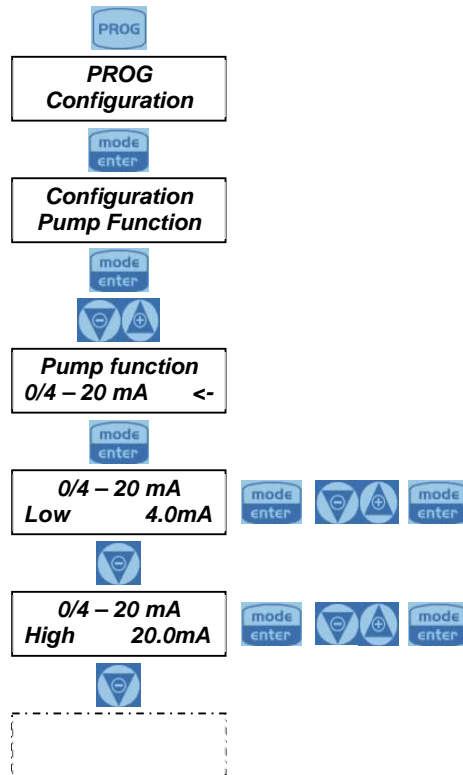 PROG
PROG
Configuration
mode
enter
Configuration
Pump Function
mode
enter
Pump function
0/4 – 20 mA <-
mode
enter
0/4 – 20 mA
Low 4.0mA
mode
enter
mode
enter
0/4 – 20 mA
High 20.0mA
mode
enter
mode
enter